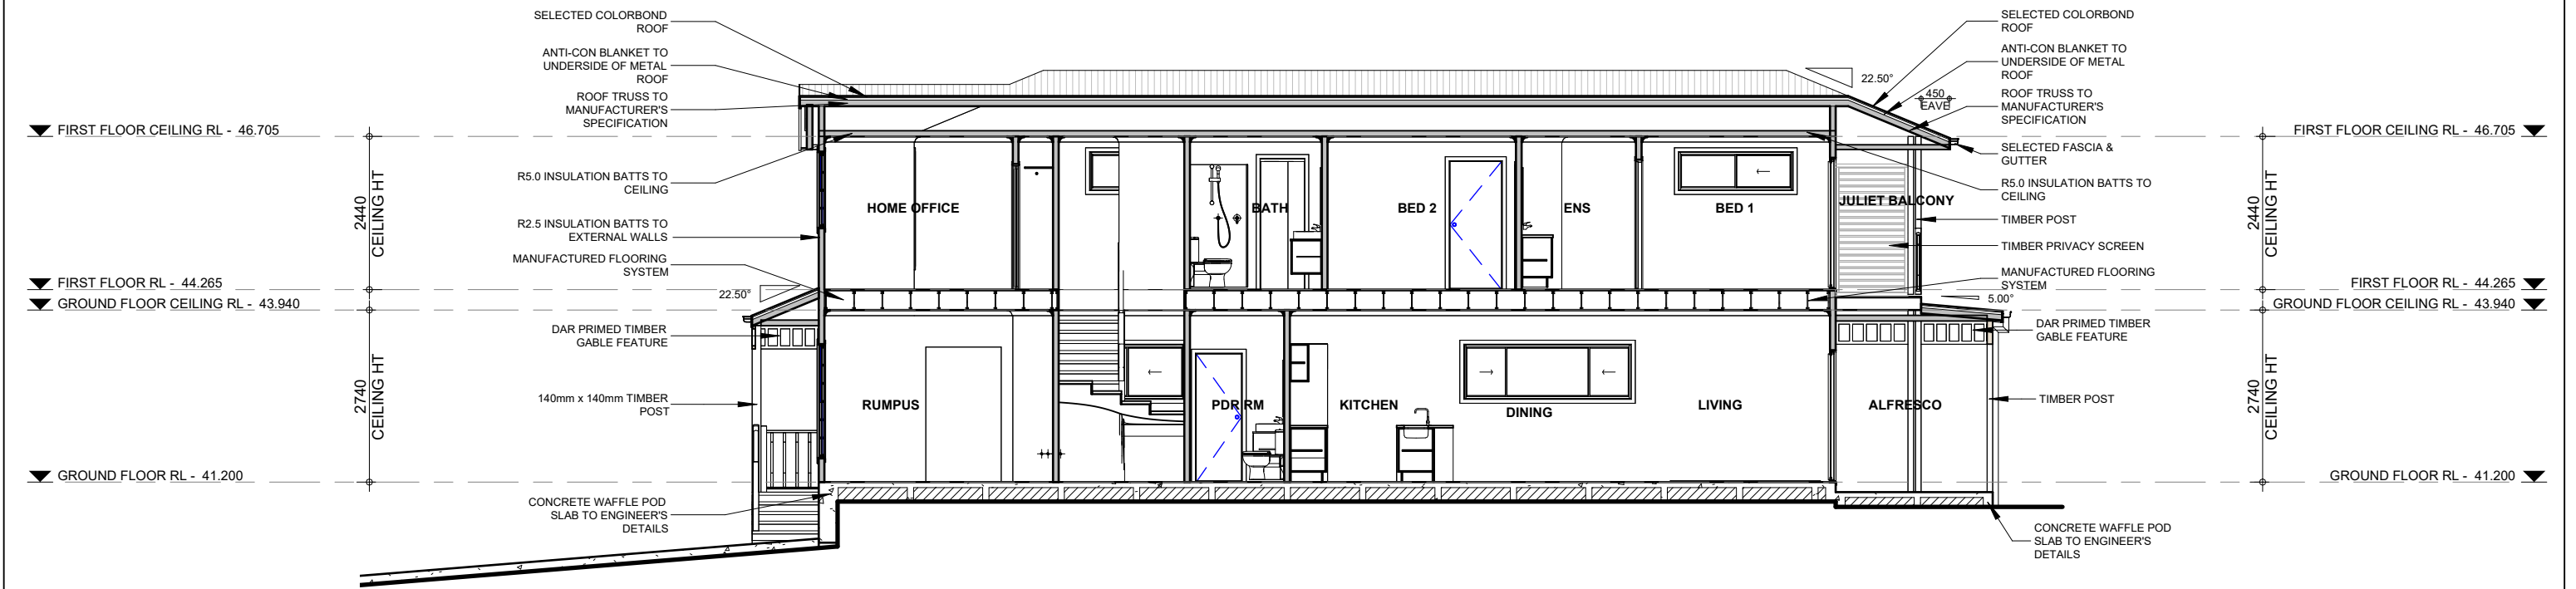 SELECTED COLORBOND
ROOF
ANTI-CON BLANKET TO
UNDERSIDE OF METAL
ROOF
ROOF TRUSS TO
MANUFACTURER'S
SPECIFICATION
FIRST FLOOR CEILING RL - 46.705
R5.0 INSULATION BATTS TO
CEILING
2440
CEILING HT
R2.5 INSULATION BATTS TO
EXTERNAL WALLS
MANUFACTURED FLOORING
SYSTEM
FIRST FLOOR RL - 44.265
22.50°
GROUND FLOOR CEILING RL - 43.940
DAR PRIMED TIMBER
GABLE FEATURE
2740
CEILING HT
140mm x 140mm TIMBER
POST
GROUND FLOOR RL - 41.200
CONCRETE WAFFLE POD
SLAB TO ENGINEER'S
DETAILS
HOME OFFICE
BATH
BED 2
ENS
BED 1
JULIET BALCONY
RUMPUS
PDR RM
KITCHEN
DINING
LIVING
ALFRESCO
22.50°
450
EAVE
SELECTED COLORBOND
ROOF
ANTI-CON BLANKET TO
UNDERSIDE OF METAL
ROOF
ROOF TRUSS TO
MANUFACTURER'S
SPECIFICATION
FIRST FLOOR CEILING RL - 46.705
SELECTED FASCIA &
GUTTER
R5.0 INSULATION BATTS TO
CEILING
2440
CEILING HT
TIMBER POST
TIMBER PRIVACY SCREEN
MANUFACTURED FLOORING
SYSTEM
FIRST FLOOR RL - 44.265
5.00°
GROUND FLOOR CEILING RL - 43.940
DAR PRIMED TIMBER
GABLE FEATURE
2740
CEILING HT
TIMBER POST
GROUND FLOOR RL - 41.200
CONCRETE WAFFLE POD
SLAB TO ENGINEER'S
DETAILS